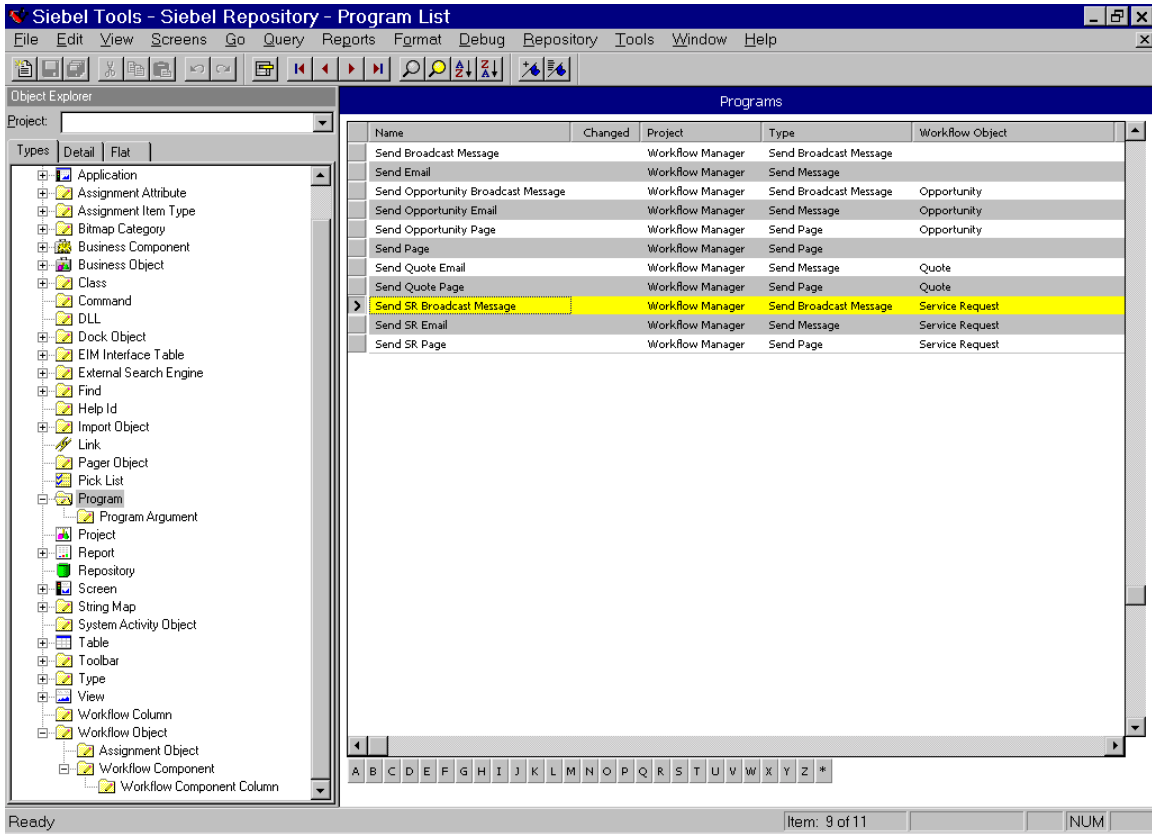 Siebel Tools - Siebel Repository - Program List
File Edit View Screens Go Query Reports Format Debug Repository Tools Window Help
Object Explorer
Project:
Types Detail Flat
Application
Assignment Attribute
Assignment Item Type
Bitmap Category
Business Component
Business Object
Class
Command
DLL
Dock Object
EIM Interface Table
External Search Engine
Find
Help Id
Import Object
Link
Pager Object
Pick List
Program
Program Argument
Project
Report
Repository
Screen
String Map
System Activity Object
Table
Toolbar
Type
View
Workflow Column
Workflow Object
Assignment Object
Workflow Component
Workflow Component Column
Programs
Name Changed Project Type Workflow Object
Send Broadcast Message Workflow Manager Send Broadcast Message
Send Email Workflow Manager Send Message
Send Opportunity Broadcast Message Workflow Manager Send Broadcast Message Opportunity
Send Opportunity Email Workflow Manager Send Message Opportunity
Send Opportunity Page Workflow Manager Send Page Opportunity
Send Page Workflow Manager Send Page
Send Quote Email Workflow Manager Send Message Quote
Send Quote Page Workflow Manager Send Page Quote
Send SR Broadcast Message Workflow Manager Send Broadcast Message Service Request
Send SR Email Workflow Manager Send Message Service Request
Send SR Page Workflow Manager Send Page Service Request
A B C D E F G H I J K L M N O P Q R S T U V W X Y Z *
Ready Item: 9 of 11 NUM